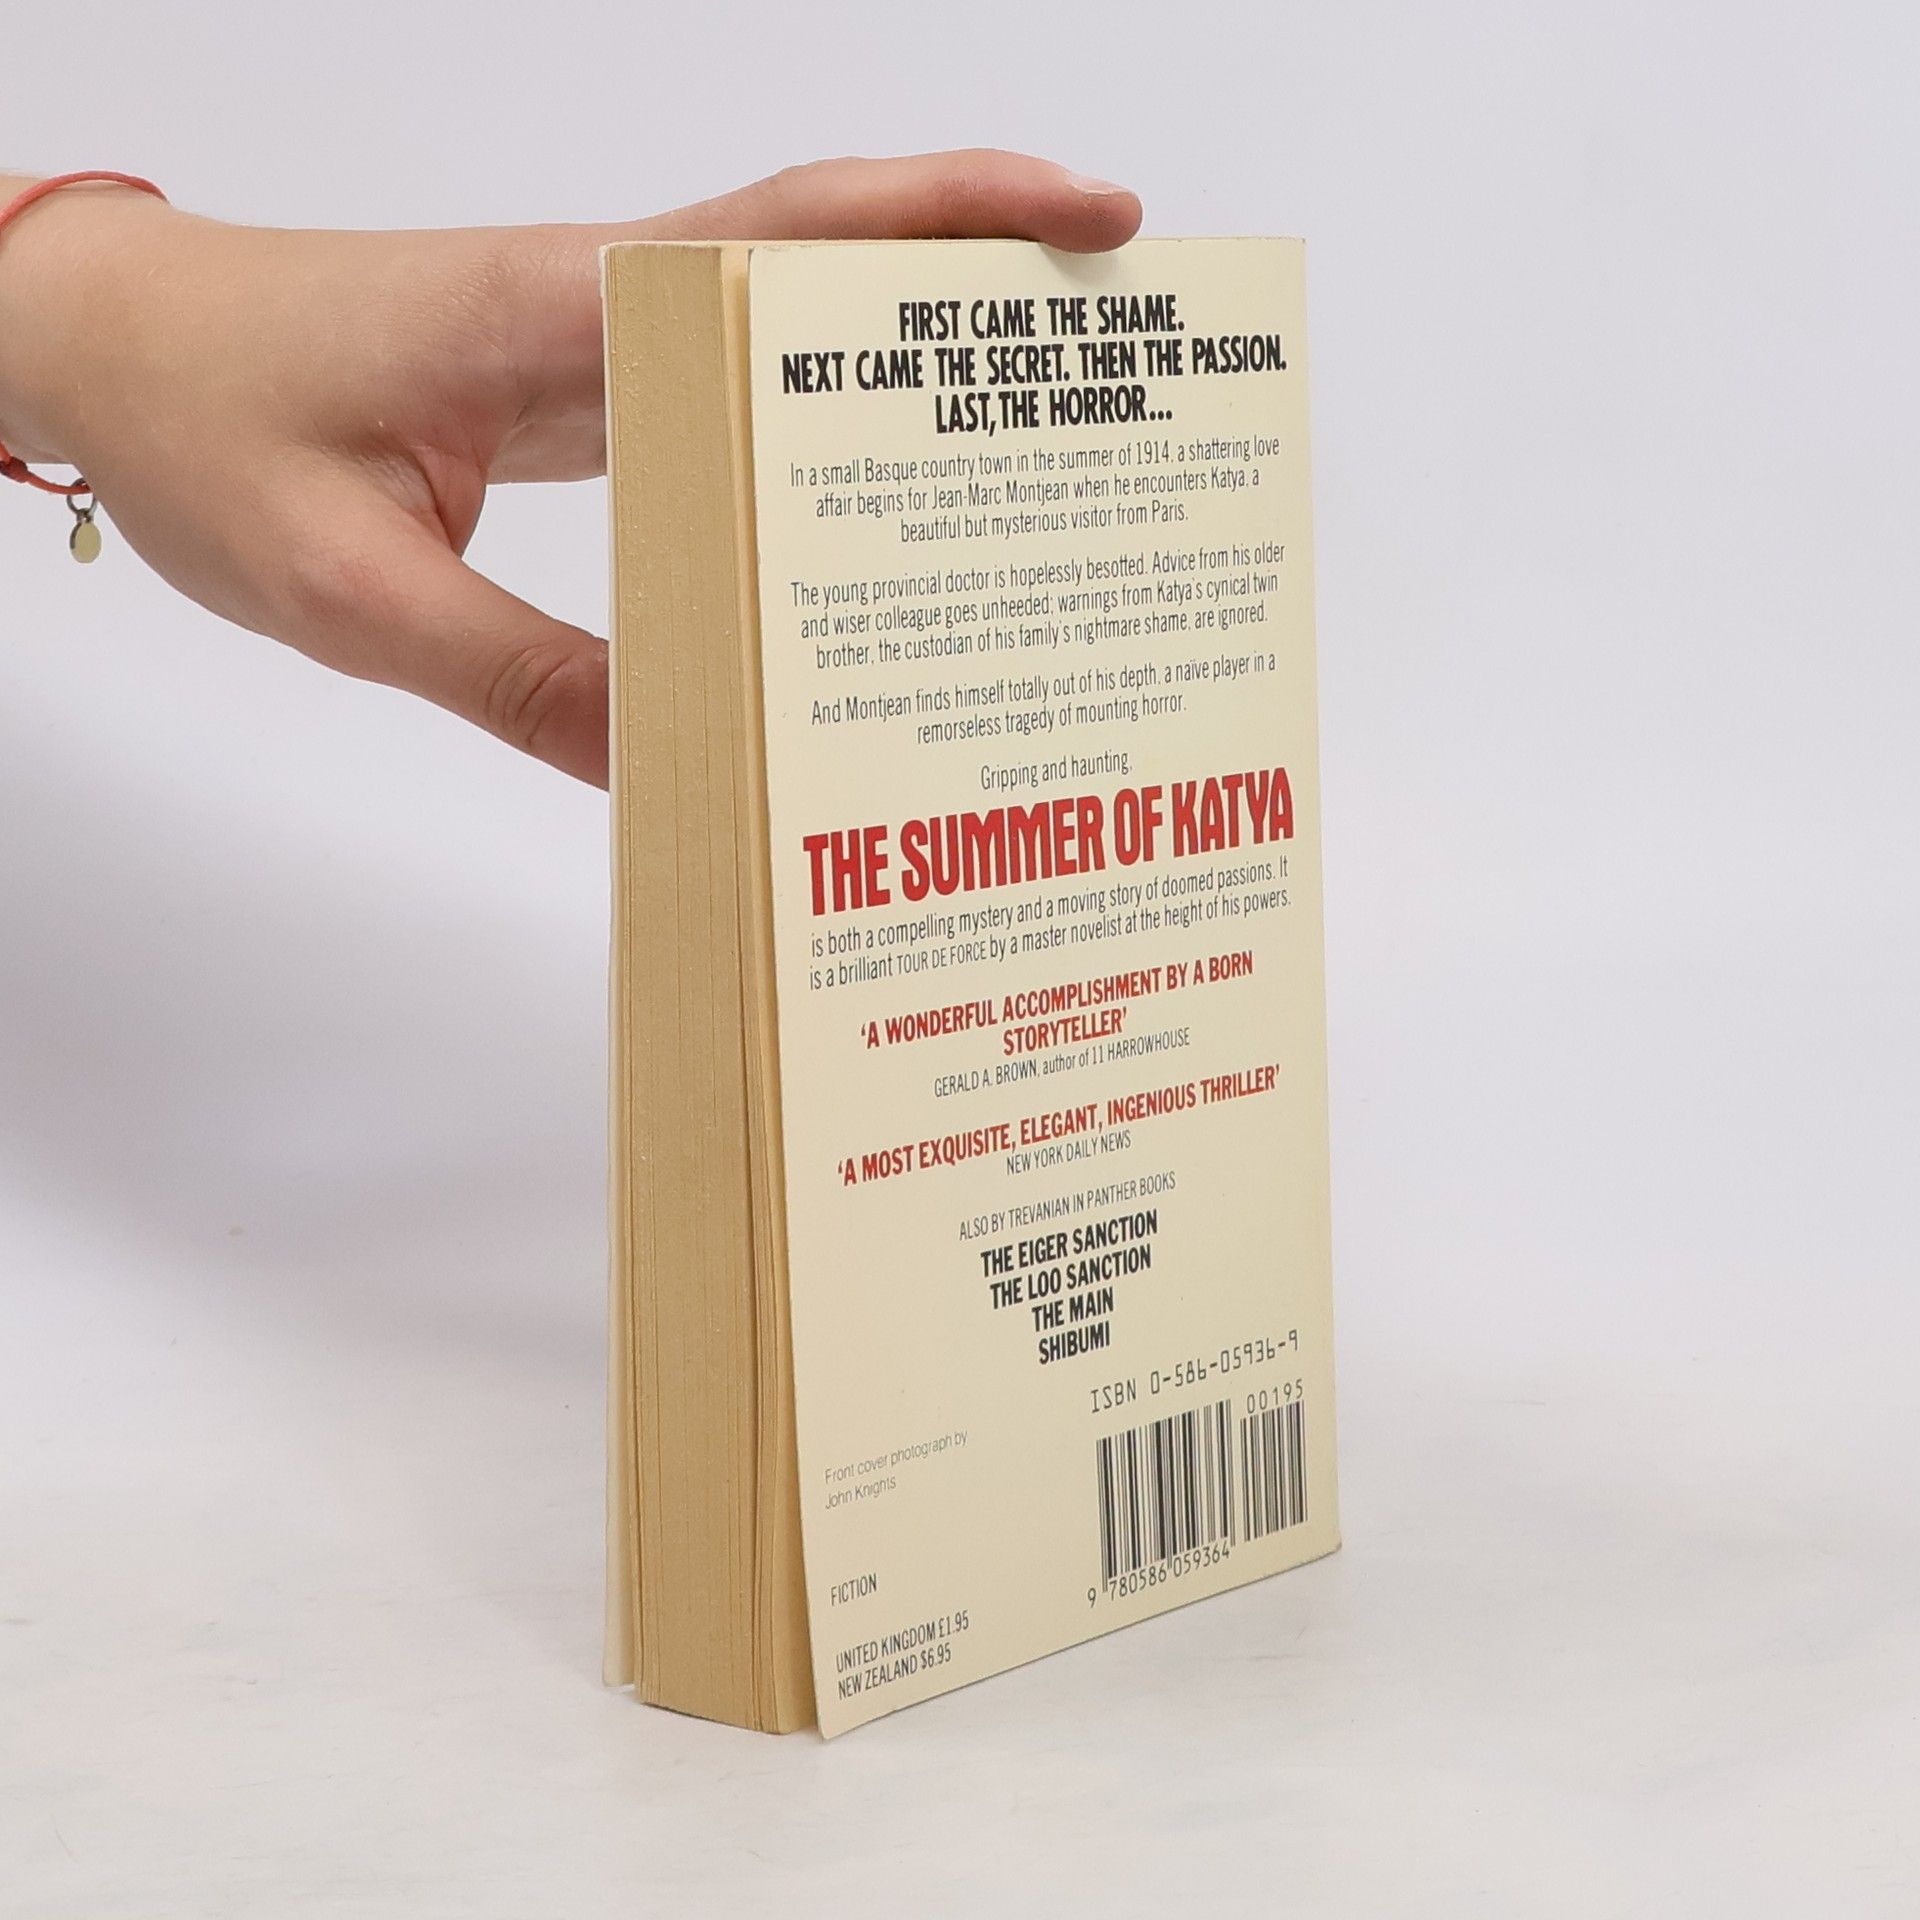 FIRST CAME THE SHAME.
NEXT CAME THE SECRET. THEN THE PASSION.
LAST, THE HORROR...
In a small Basque country town in the summer of 1914, a shattering love
affair begins for Jean-Marc Montjean when he encounters Katya, a
beautiful but mysterious visitor from Paris.
The young provincial doctor is hopelessly besotted. Advice from his older
and wiser colleague goes unheeded; warnings from Katya's cynical twin
brother, the custodian of his family's nightmare shame, are ignored.
And Montjean finds himself totally out of his depth, a naïve player in a
remorseless tragedy of mounting horror.
Gripping and haunting,
THE SUMMER OF KATYA
is both a compelling mystery and a moving story of doomed passions. It
is a brilliant TOUR DE FORCE by a master novelist at the height of his powers.
'A WONDERFUL ACCOMPLISHMENT BY A BORN
STORYTELLER'
GERALD A. BROWN, author of 11 HARROWHOUSE
'A MOST EXQUISITE, ELEGANT, INGENIOUS THRILLER'
NEW YORK DAILY NEWS
ALSO BY TREVANIAN IN PANTHER BOOKS
THE EIGER SANCTION
THE LOO SANCTION
THE MAIN
SHIBUMI
ISBN 0-586-05936-9
00195
Front cover photograph by
John Knights
9 780586 059364
FICTION
UNITED KINGDOM £1.95
NEW ZEALAND $6.95